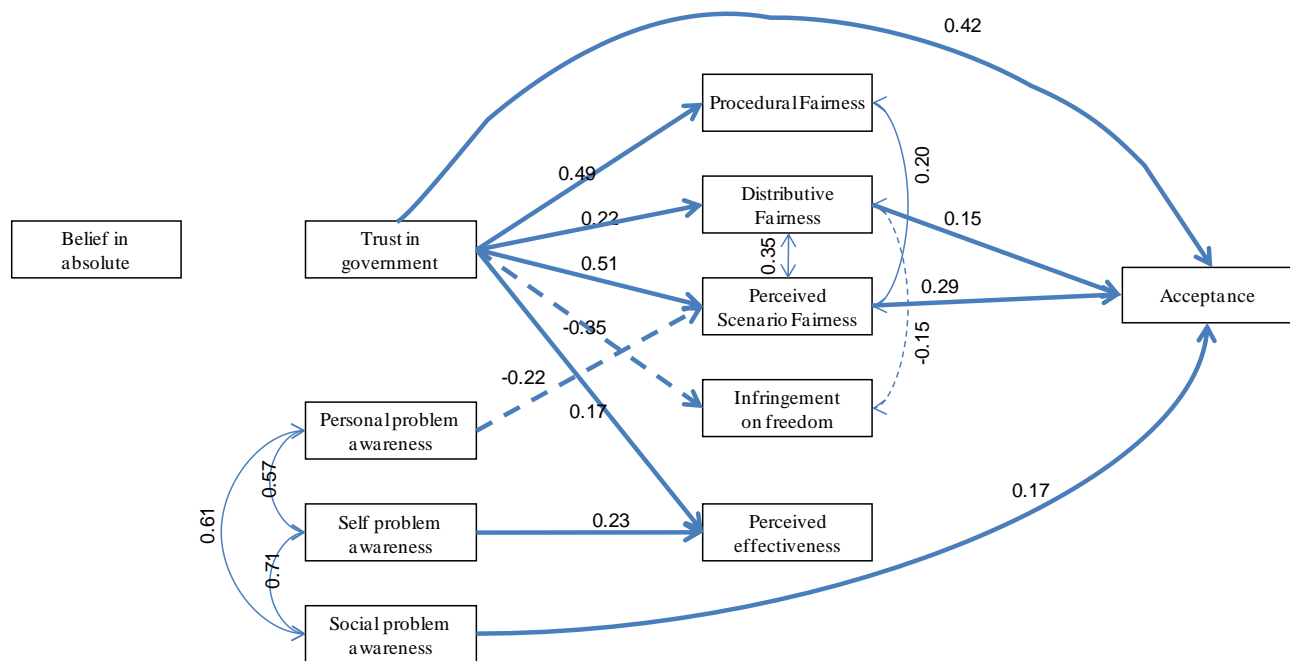 0.42
Procedural Fairness
0.49
0.20
Distributive
Fairness
0.22
0.15
Belief in
absolute
Trust in
government
0.51
0.35
Perceived
Scenario Fairness
0.29
Acceptance
-0.35
-0.15
-0.22
Infringement
on freedom
Personal problem
awareness
0.17
0.57
0.61
Self problem
awareness
0.23
Perceived
effectiveness
0.17
0.71
Social problem
awareness